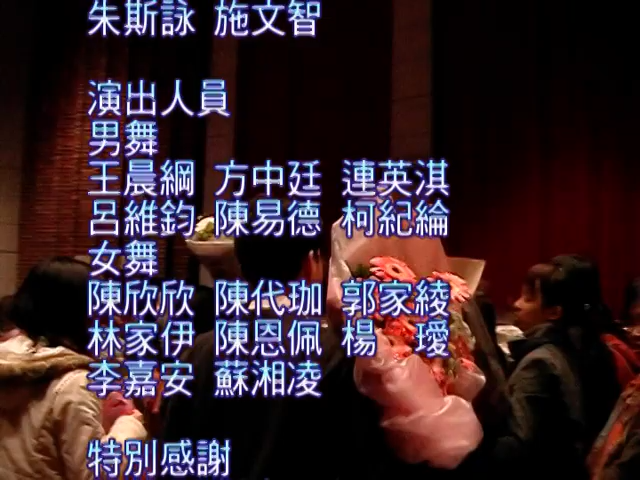 朱斯詠 施文智
演出人員
男舞
王晨綱 方中廷 連英淇
呂維鈞 陳易德 柯紀綸
女舞
陳欣欣 陳代珈 郭家綾
林家伊 陳恩佩 楊 璦
李嘉安 蘇湘凌
特別感謝